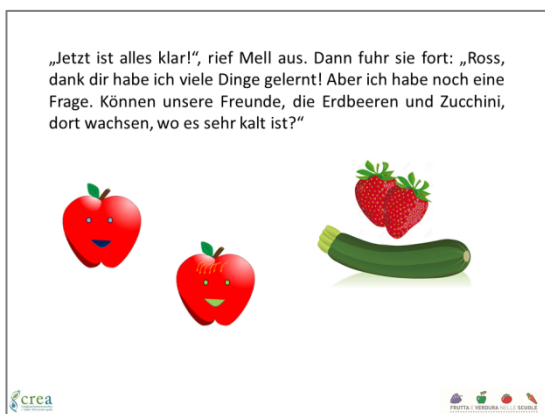 „Jetzt ist alles klar!“, rief Mell aus. Dann fuhr sie fort: „Ross,
dank dir habe ich viele Dinge gelernt! Aber ich habe noch eine
Frage. Können unsere Freunde, die Erdbeeren und Zucchini,
dort wachsen, wo es sehr kalt ist?“
crea
FRUTTA E VERDURA NELLE SCUOLE